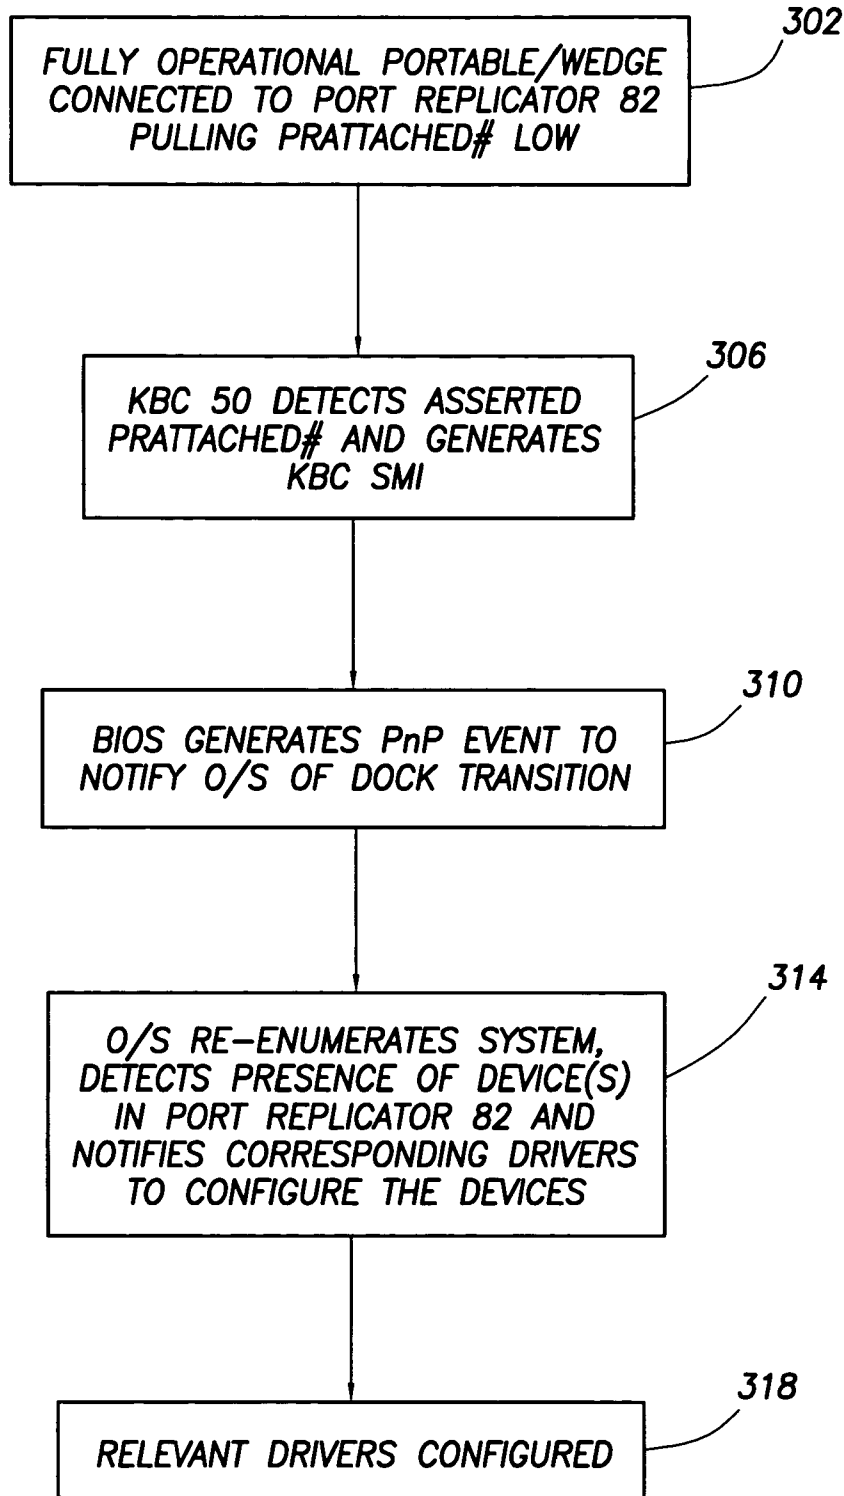 302
FULLY OPERATIONAL PORTABLE/WEDGE
CONNECTED TO PORT REPLICATOR 82
PULLING PRATTACHED# LOW
306
KBC 50 DETECTS ASSERTED
PRATTACHED# AND GENERATES
KBC SMI
310
BIOS GENERATES PnP EVENT TO
NOTIFY O/S OF DOCK TRANSITION
314
O/S RE-ENUMERATES SYSTEM,
DETECTS PRESENCE OF DEVICE(S)
IN PORT REPLICATOR 82 AND
NOTIFIES CORRESPONDING DRIVERS
TO CONFIGURE THE DEVICES
318
RELEVANT DRIVERS CONFIGURED